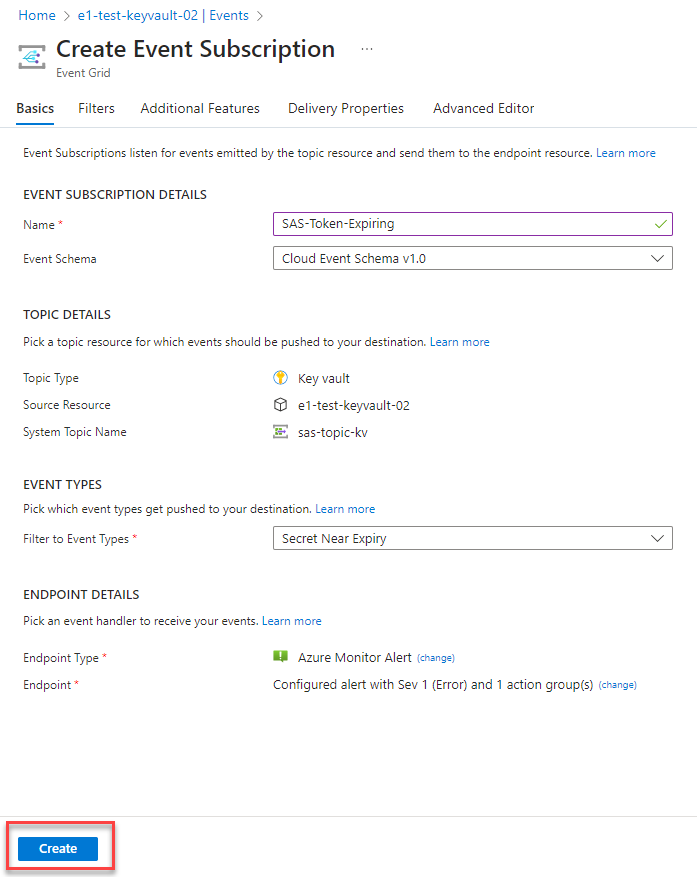 Home > e1-test-keyvault-02 | Events >
Create Event Subscription ...
Event Grid
Basics Filters Additional Features Delivery Properties Advanced Editor
Event Subscriptions listen for events emitted by the topic resource and send them to the endpoint resource. Learn more
EVENT SUBSCRIPTION DETAILS
Name * SAS-Token-Expiring
Event Schema Cloud Event Schema v1.0
TOPIC DETAILS
Pick a topic resource for which events should be pushed to your destination. Learn more
Topic Type Key vault
Source Resource e1-test-keyvault-02
System Topic Name sas-topic-kv
EVENT TYPES
Pick which event types get pushed to your destination. Learn more
Filter to Event Types * Secret Near Expiry
ENDPOINT DETAILS
Pick an event handler to receive your events. Learn more
Endpoint Type * Azure Monitor Alert (change)
Endpoint * Configured alert with Sev 1 (Error) and 1 action group(s) (change)
Create